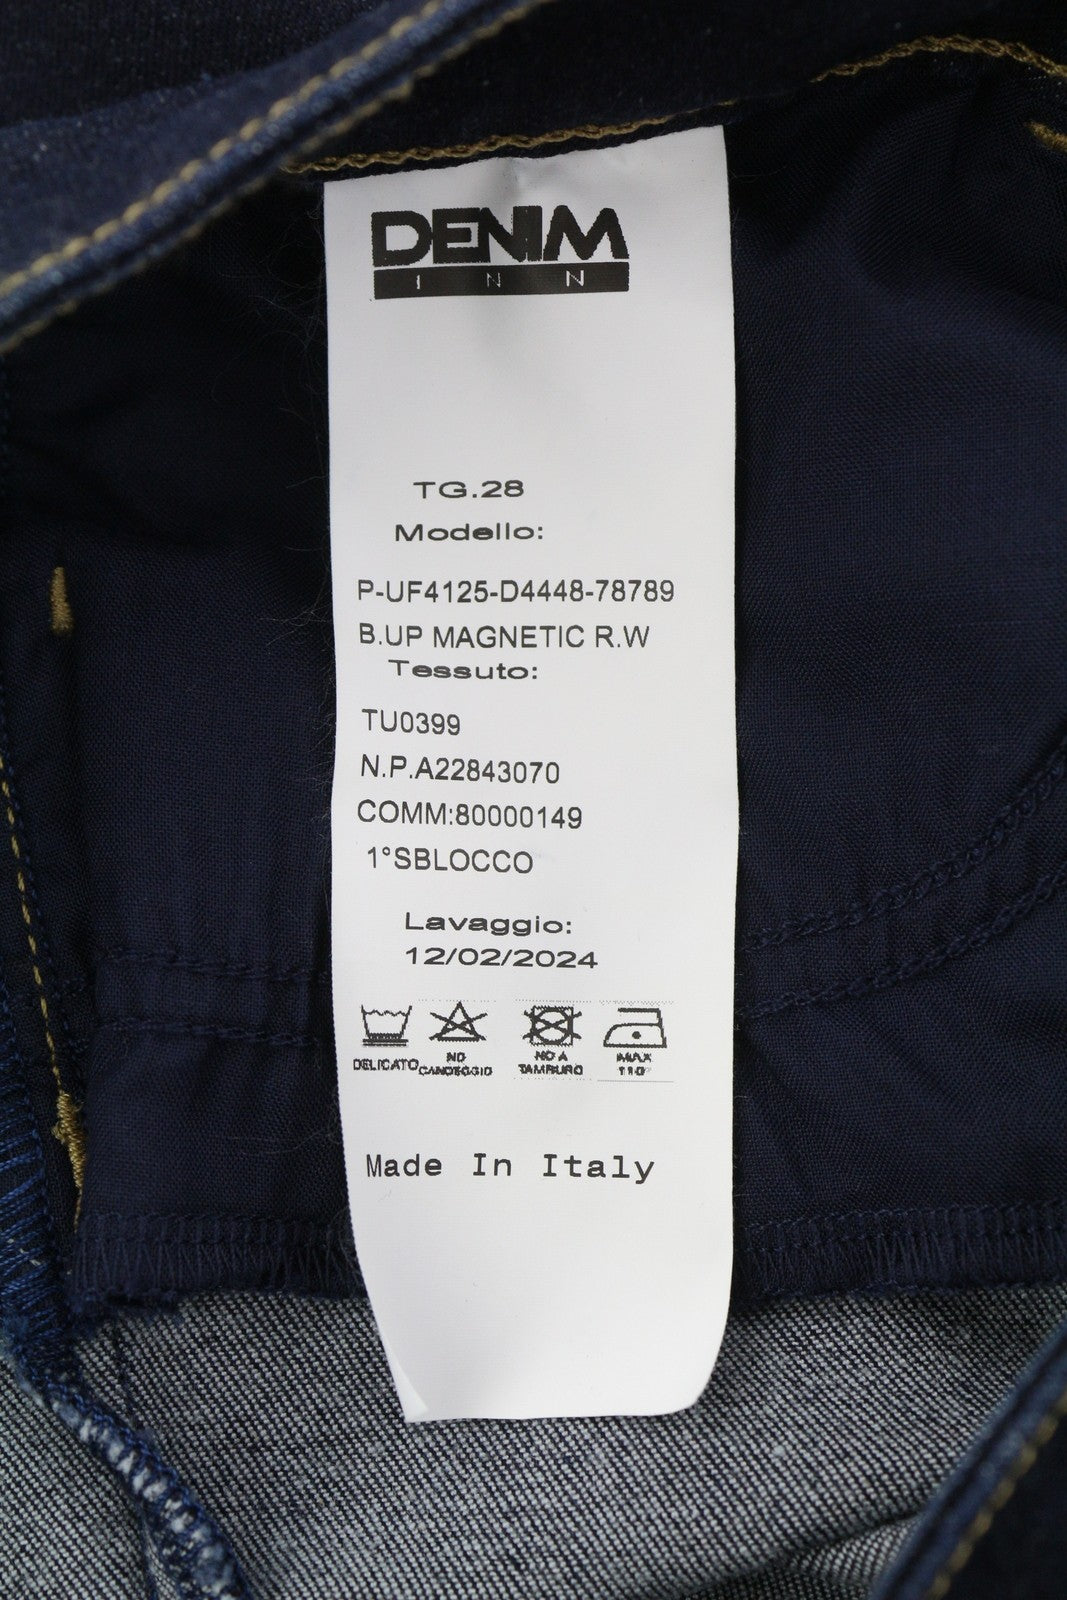 DENIM
INN
TG.28
Modello:
P-UF4125-D4448-78789
B.UP MAGNETIC R.W
Tessuto:
TU0399
N.P.A22843070
COMM:80000149
1°SBLOCCO
Lavaggio:
12/02/2024
DELICATO NO CANDEGGIO NO A TAMBURO MAX 110°
Made In Italy